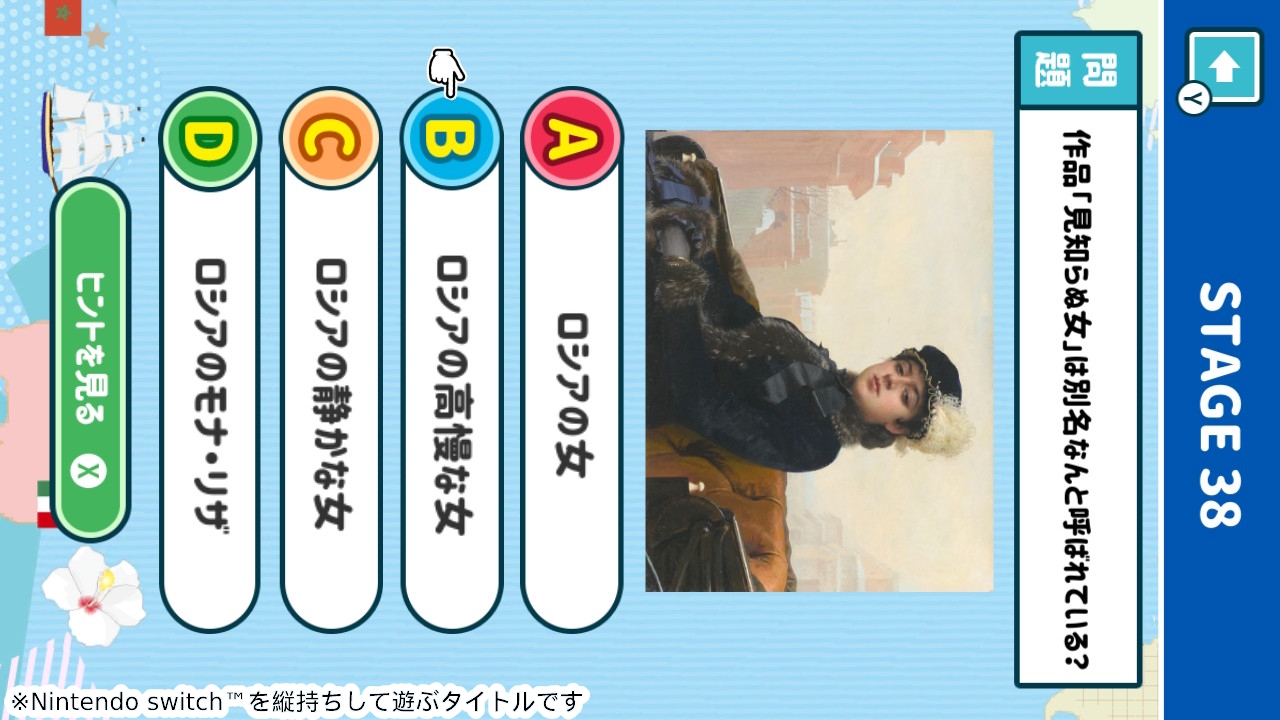 STAGE 38
Y
問題
作品「見知らぬ女」は別名なんと呼ばれている?
A ロシアの女
B ロシアの高慢な女
C ロシアの静かな女
D ロシアのモナ・リザ
ヒントを見る X
※Nintendo switch™を縦持ちして遊ぶタイトルです